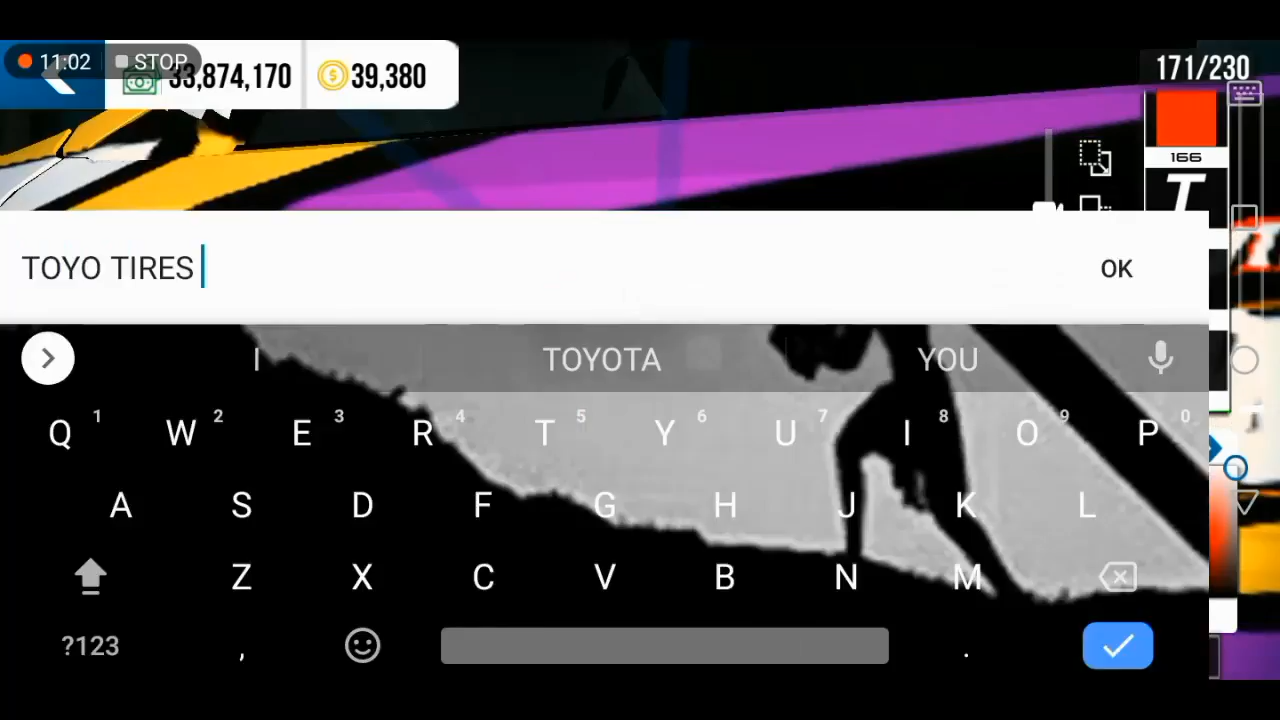 11:02 STOP
33,874,170 39,380
171/230
166
T
TOYO TIRES
OK
I TOYOTA YOU
Q 1 W 2 E 3 R 4 T 5 Y 6 U 7 I 8 O 9 P 0
A S D F G H J K L
Z X C V B N M
?123 , .